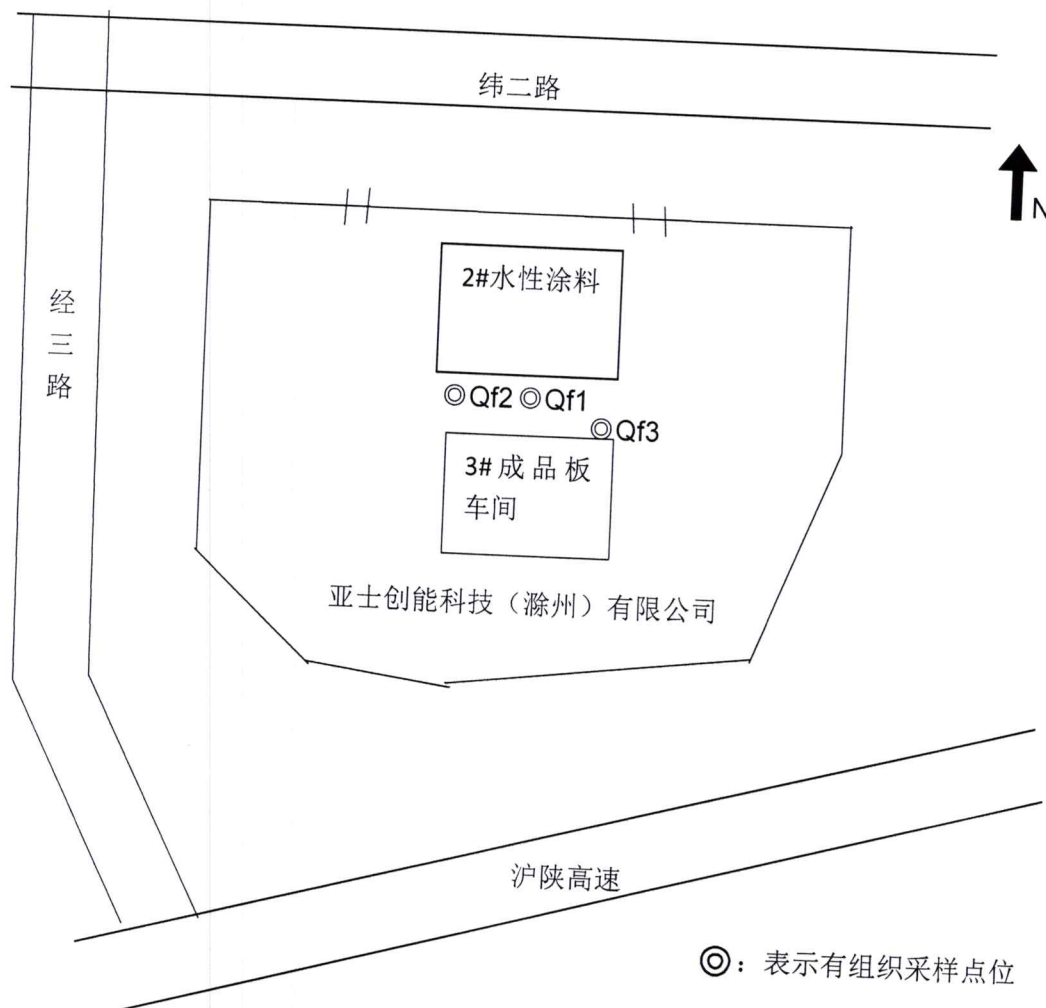 纬二路
N
经三路
2#水性涂料
◎Qf2 ◎Qf1
◎Qf3
3#成品板
车间
亚士创能科技（滁州）有限公司
沪陕高速
◎：表示有组织采样点位